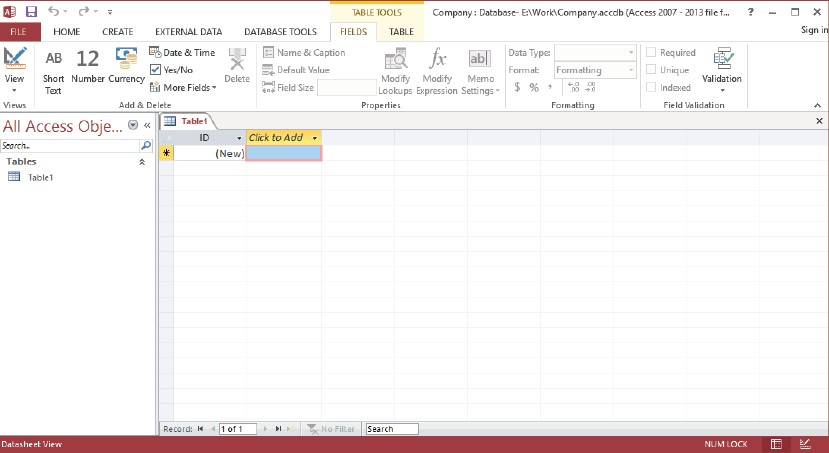 TABLE TOOLS
Company : Database- E:\Work\Company.accdb (Access 2007 - 2013 file f...
?
FILE HOME CREATE EXTERNAL DATA DATABASE TOOLS FIELDS TABLE Sign in
View
Views
AB Short Text
12 Number
Currency
Date & Time
Yes/No
More Fields
Delete
Add & Delete
Name & Caption
Default Value
Field Size
Modify Lookups
fx Modify Expression
ab Memo Settings
Properties
Data Type:
Format: Formatting
$ % , .00 .00
Formatting
Required
Unique
Indexed
Validation
Field Validation
All Access Obje... «
Search..
Tables
Table1
Table1
ID Click to Add
* (New)
Record: 1 of 1 No Filter Search
Datasheet View NUM LOCK